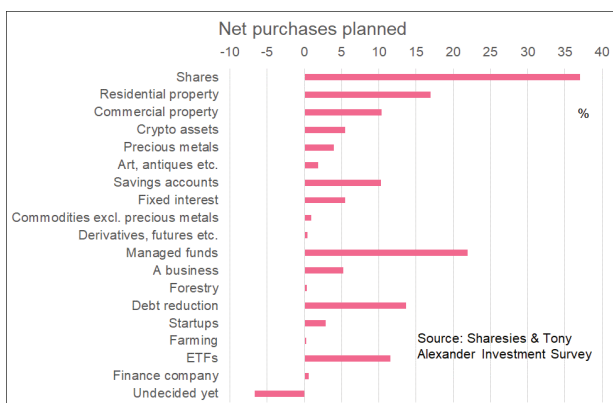 Net purchases planned
-10 -5 0 5 10 15 20 25 30 35 40
Shares
Residential property
%
Commercial property
Crypto assets
Precious metals
Art, antiques etc.
Savings accounts
Fixed interest
Commodities excl. precious metals
Derivatives, futures etc.
Managed funds
A business
Forestry
Debt reduction
Startups
Farming
ETFs
Finance company
Undecided yet
Source: Sharesies & Tony
Alexander Investment Survey